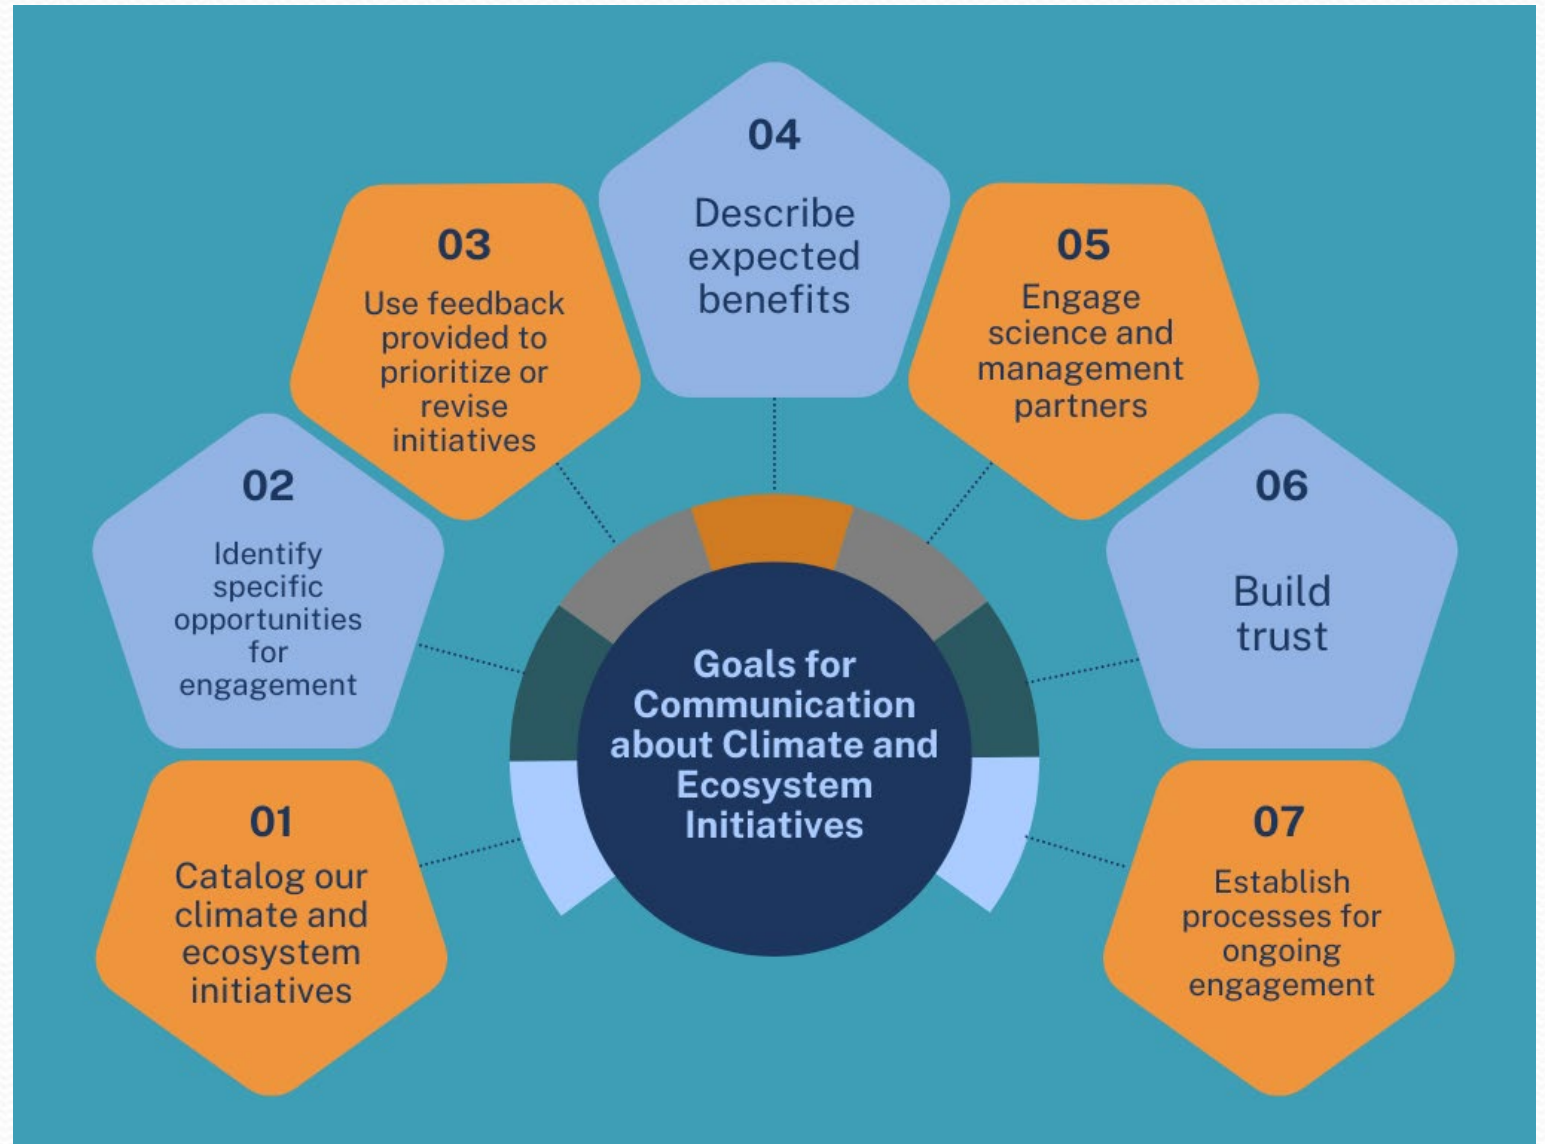 01
Catalog our
climate and
ecosystem
initiatives
02
Identify
specific
opportunities
for
engagement
03
Use feedback
provided to
prioritize or
revise
initiatives
04
Describe
expected
benefits
05
Engage
science and
management
partners
06
Build
trust
07
Establish
processes for
ongoing
engagement
Goals for
Communication
about Climate and
Ecosystem
Initiatives